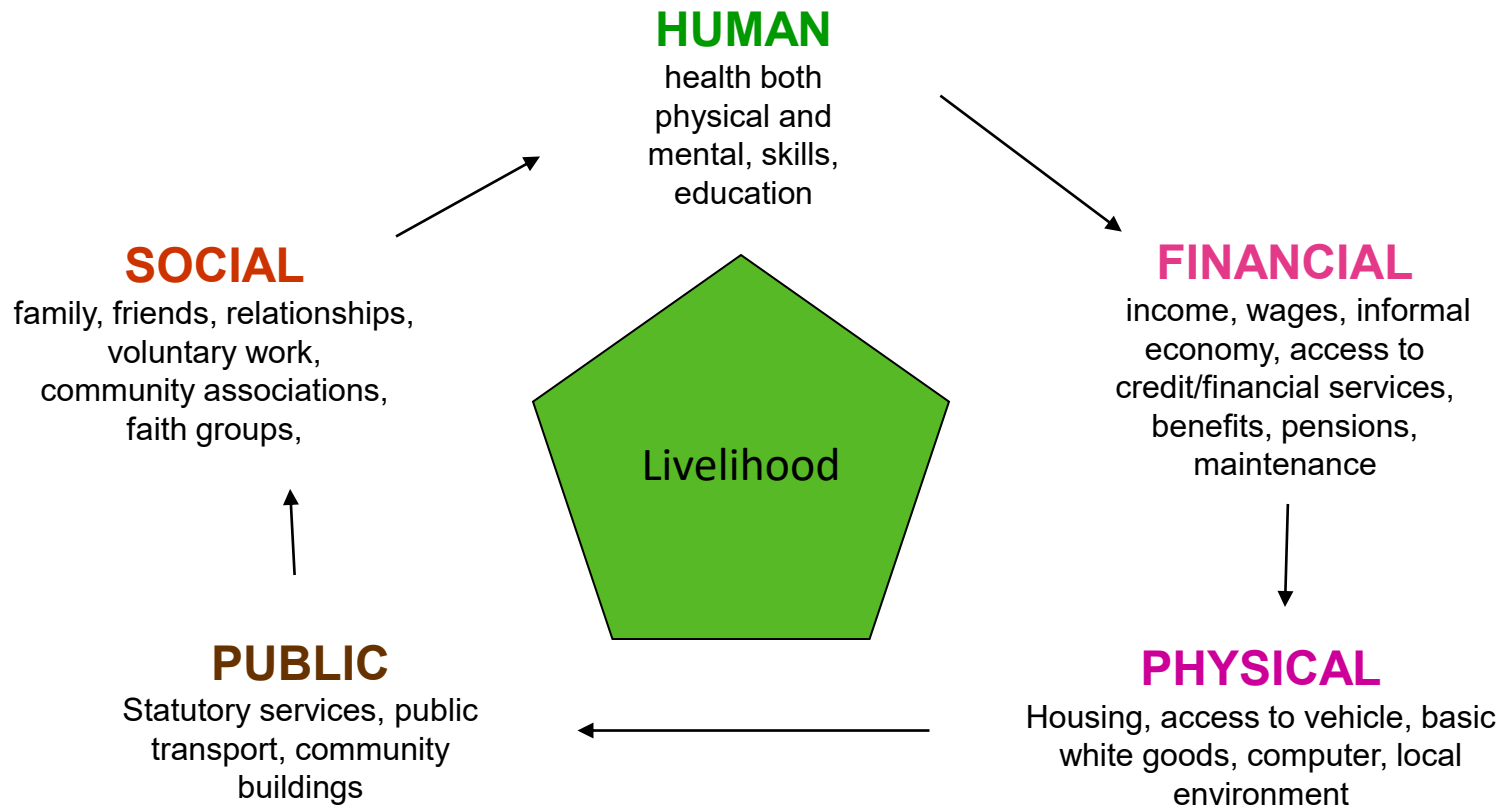 HUMAN
health both
physical and
mental, skills,
education
SOCIAL
family, friends, relationships,
voluntary work,
community associations,
faith groups,
FINANCIAL
income, wages, informal
economy, access to
credit/financial services,
benefits, pensions,
maintenance
Livelihood
PUBLIC
Statutory services, public
transport, community
buildings
PHYSICAL
Housing, access to vehicle, basic
white goods, computer, local
environment